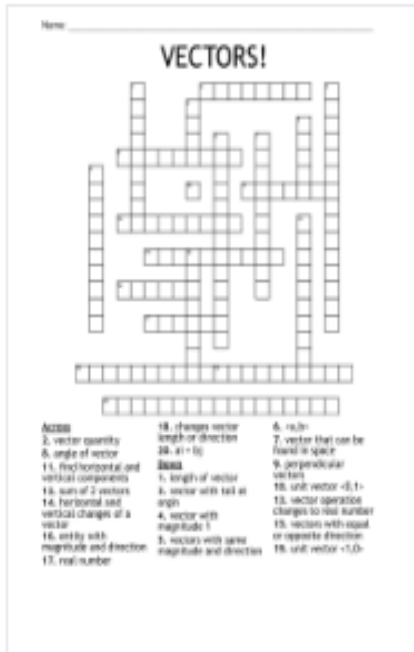 Name:
VECTORS!
Across
2. vector quantity
8. angle of vector
11. find horizontal and
vertical components
12. sum of 2 vectors
14. horizontal and
vertical changes of a
vector
16. entity with
magnitude and direction
17. real number
18. changes vector
length or direction
20. ai + bj
Down
1. length of vector
3. vector with tail at
origin
4. vector with
magnitude 1
5. vectors with same
magnitude and direction
6. <a,b>
7. vector that can be
found in space
9. perpendicular
vectors
10. unit vector <0,1>
13. vector operation
changes to real number
15. vectors with equal
or opposite direction
19. unit vector <1,0>